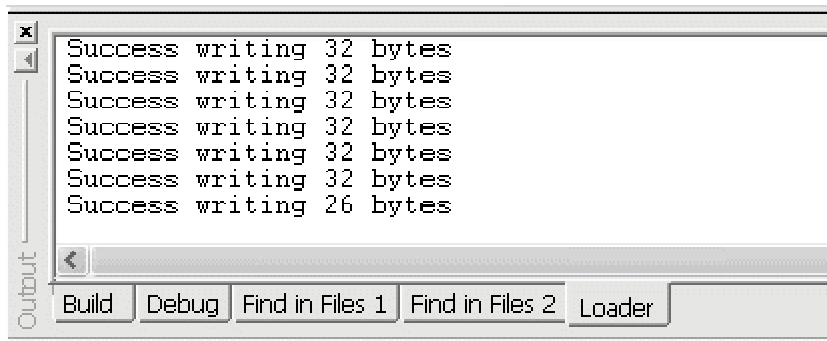 Success writing 32 bytes
Success writing 32 bytes
Success writing 32 bytes
Success writing 32 bytes
Success writing 32 bytes
Success writing 32 bytes
Success writing 26 bytes
Output
Build Debug Find in Files 1 Find in Files 2 Loader